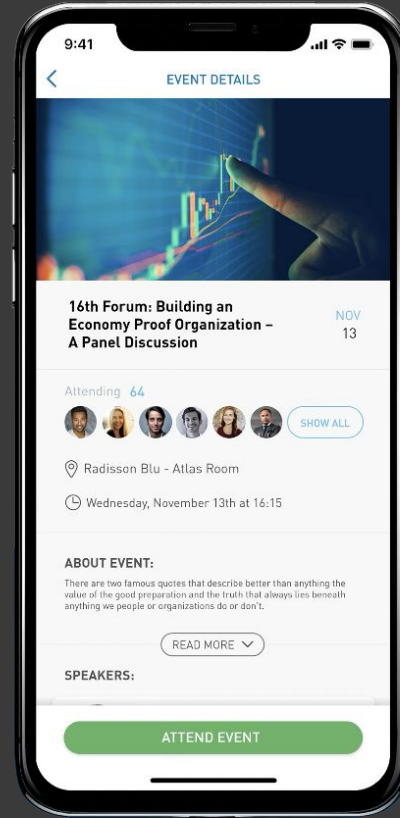 9:41
EVENT DETAILS
16th Forum: Building an
Economy Proof Organization –
A Panel Discussion
NOV
13
Attending 64
SHOW ALL
Radisson Blu - Atlas Room
Wednesday, November 13th at 16:15
ABOUT EVENT:
There are two famous quotes that describe better than anything the
value of the good preparation and the truth that always lies beneath
anything we people or organizations do or don't.
READ MORE
SPEAKERS:
ATTEND EVENT